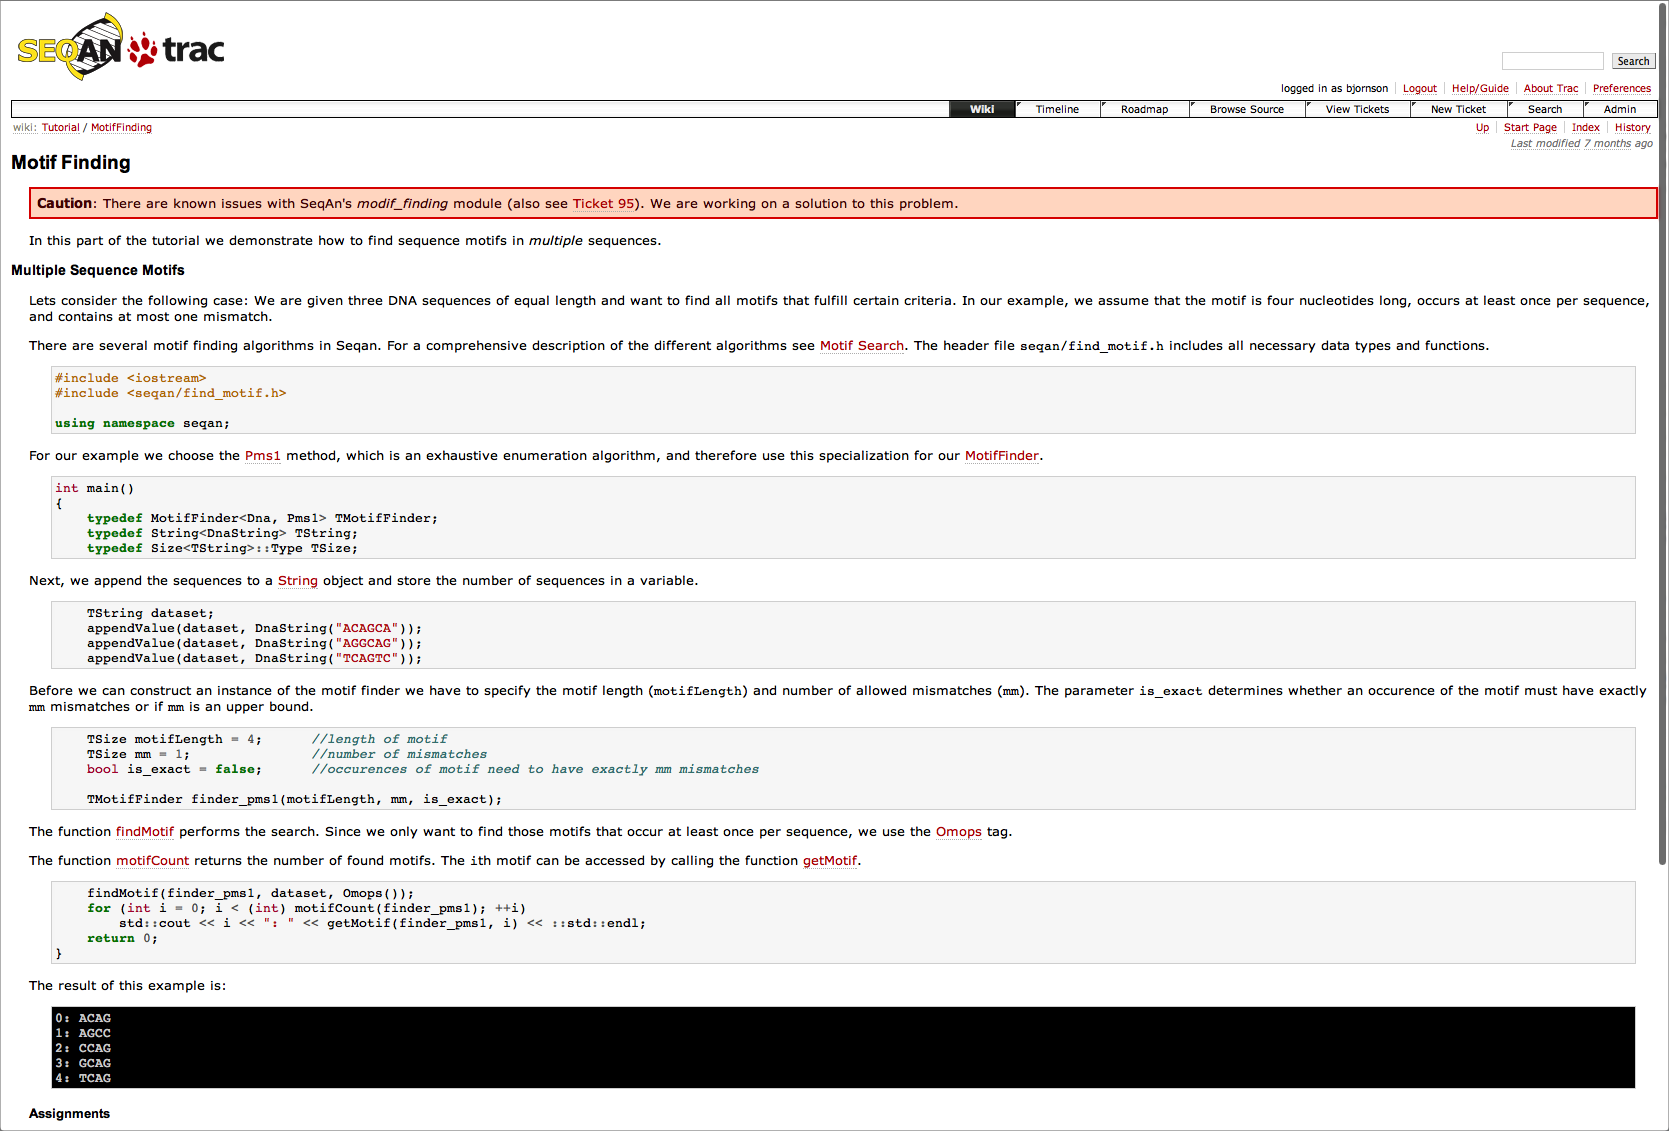 SEQAN trac
Search
logged in as bjornson Logout Help/Guide About Trac Preferences
Wiki Timeline Roadmap Browse Source View Tickets New Ticket Search Admin
wiki: Tutorial / MotifFinding
Up Start Page Index History
Last modified 7 months ago
Motif Finding
Caution: There are known issues with SeqAn's modif_finding module (also see Ticket 95). We are working on a solution to this problem.
In this part of the tutorial we demonstrate how to find sequence motifs in multiple sequences.
Multiple Sequence Motifs
Lets consider the following case: We are given three DNA sequences of equal length and want to find all motifs that fulfill certain criteria. In our example, we assume that the motif is four nucleotides long, occurs at least once per sequence,
and contains at most one mismatch.
There are several motif finding algorithms in Seqan. For a comprehensive description of the different algorithms see Motif Search. The header file seqan/find_motif.h includes all necessary data types and functions.
#include <iostream>
#include <seqan/find_motif.h>
using namespace seqan;
For our example we choose the Pms1 method, which is an exhaustive enumeration algorithm, and therefore use this specialization for our MotifFinder.
int main()
{
typedef MotifFinder<Dna, Pms1> TMotifFinder;
typedef String<DnaString> TString;
typedef Size<TString>::Type TSize;
Next, we append the sequences to a String object and store the number of sequences in a variable.
TString dataset;
appendValue(dataset, DnaString("ACAGCA"));
appendValue(dataset, DnaString("AGGCAG"));
appendValue(dataset, DnaString("TCAGTC"));
Before we can construct an instance of the motif finder we have to specify the motif length (motifLength) and number of allowed mismatches (mm). The parameter is_exact determines whether an occurence of the motif must have exactly
mm mismatches or if mm is an upper bound.
TSize motifLength = 4; //length of motif
TSize mm = 1; //number of mismatches
bool is_exact = false; //occurences of motif need to have exactly mm mismatches
TMotifFinder finder_pms1(motifLength, mm, is_exact);
The function findMotif performs the search. Since we only want to find those motifs that occur at least once per sequence, we use the Omops tag.
The function motifCount returns the number of found motifs. The ith motif can be accessed by calling the function getMotif.
findMotif(finder_pms1, dataset, Omops());
for (int i = 0; i < (int) motifCount(finder_pms1); ++i)
std::cout << i << ": " << getMotif(finder_pms1, i) << ::std::endl;
return 0;
}
The result of this example is:
0: ACAG
1: AGCC
2: CCAG
3: GCAG
4: TCAG
Assignments